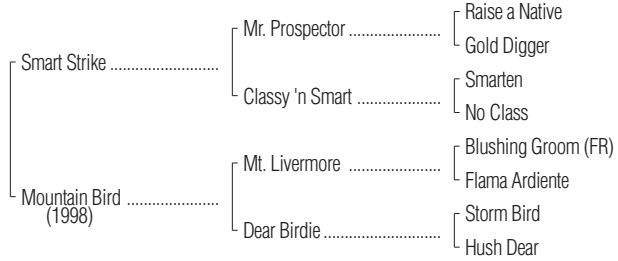 Raise a Native
Mr. Prospector ....................
Gold Digger
Smart Strike ...........................
Smarten
Classy 'n Smart .....................
No Class
Blushing Groom (FR)
Mt. Livermore .......................
Flama Ardiente
Mountain Bird .......................
(1998)
Storm Bird
Dear Birdie .............................
Hush Dear